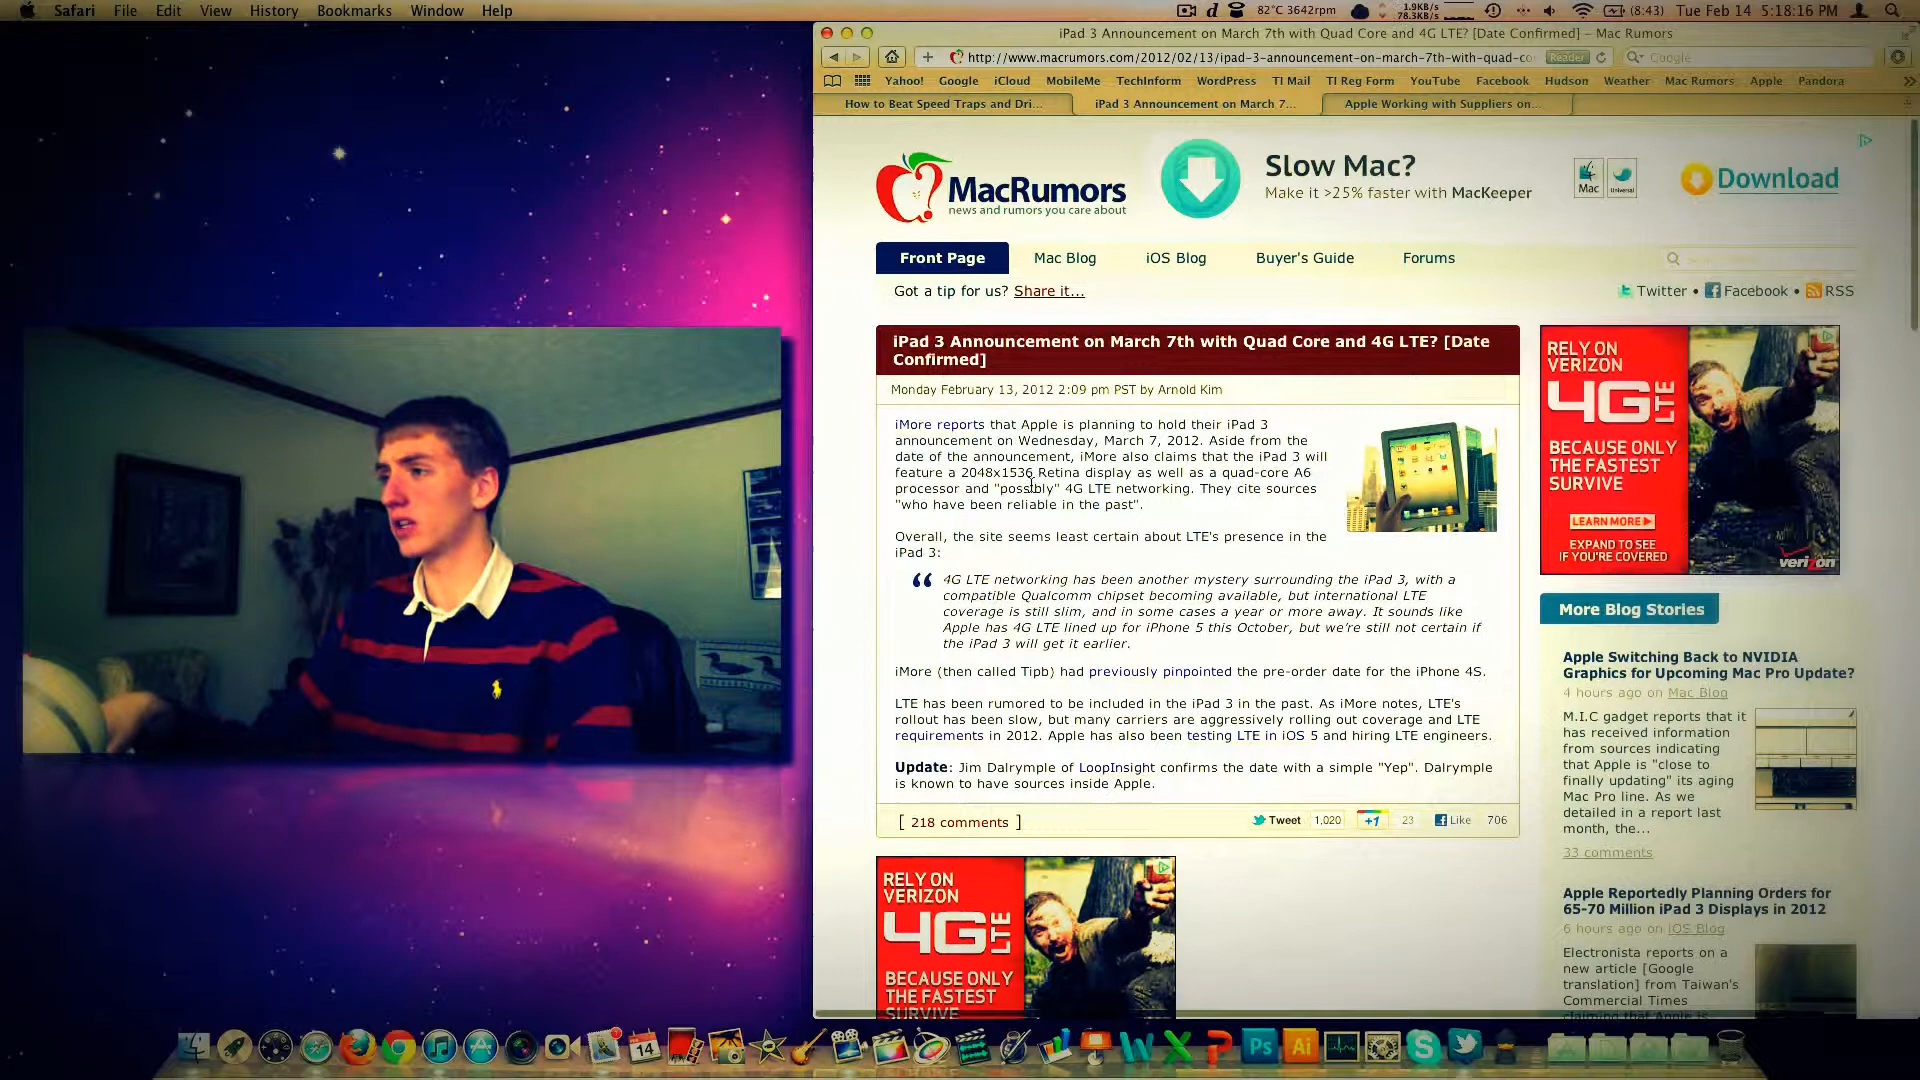 Safari File Edit View History Bookmarks Window Help
d 82°C 3642rpm 1.9KB/s 78.3KB/s (8:43) Tue Feb 14 5:18:16 PM
iPad 3 Announcement on March 7th with Quad Core and 4G LTE? [Date Confirmed] – Mac Rumors
http://www.macrumors.com/2012/02/13/ipad-3-announcement-on-march-7th-with-quad-co Reader Google
Yahoo! Google iCloud MobileMe TechInform WordPress TI Mail TI Reg Form YouTube Facebook Hudson Weather Mac Rumors Apple Pandora
How to Beat Speed Traps and Dri... iPad 3 Announcement on March 7... Apple Working with Suppliers on...
MacRumors
news and rumors you care about
Slow Mac?
Make it >25% faster with MacKeeper
Mac Universal
Download
Front Page Mac Blog iOS Blog Buyer's Guide Forums
Got a tip for us? Share it...
Twitter • Facebook • RSS
iPad 3 Announcement on March 7th with Quad Core and 4G LTE? [Date
Confirmed]
Monday February 13, 2012 2:09 pm PST by Arnold Kim
iMore reports that Apple is planning to hold their iPad 3
announcement on Wednesday, March 7, 2012. Aside from the
date of the announcement, iMore also claims that the iPad 3 will
feature a 2048x1536 Retina display as well as a quad-core A6
processor and "possibly" 4G LTE networking. They cite sources
"who have been reliable in the past".
Overall, the site seems least certain about LTE's presence in the
iPad 3:
“ 4G LTE networking has been another mystery surrounding the iPad 3, with a
compatible Qualcomm chipset becoming available, but international LTE
coverage is still slim, and in some cases a year or more away. It sounds like
Apple has 4G LTE lined up for iPhone 5 this October, but we're still not certain if
the iPad 3 will get it earlier.
iMore (then called Tipb) had previously pinpointed the pre-order date for the iPhone 4S.
LTE has been rumored to be included in the iPad 3 in the past. As iMore notes, LTE's
rollout has been slow, but many carriers are aggressively rolling out coverage and LTE
requirements in 2012. Apple has also been testing LTE in iOS 5 and hiring LTE engineers.
Update: Jim Dalrymple of LoopInsight confirms the date with a simple "Yep". Dalrymple
is known to have sources inside Apple.
[ 218 comments ] Tweet 1,020 +1 23 Like 706
RELY ON
VERIZON
4G LTE
BECAUSE ONLY
THE FASTEST
SURVIVE
LEARN MORE
EXPAND TO SEE
IF YOU'RE COVERED
verizon
More Blog Stories
Apple Switching Back to NVIDIA
Graphics for Upcoming Mac Pro Update?
4 hours ago on Mac Blog
M.I.C gadget reports that it
has received information
from sources indicating
that Apple is "close to
finally updating" its aging
Mac Pro line. As we
detailed in a report last
month, the...
33 comments
Apple Reportedly Planning Orders for
65-70 Million iPad 3 Displays in 2012
6 hours ago on iOS Blog
Electronista reports on a
new article [Google
translation] from Taiwan's
Commercial Times
claiming that Apple is
RELY ON
VERIZON
4G LTE
BECAUSE ONLY
THE FASTEST
SURVIVE
FEB
14
W X P Ps Ai S